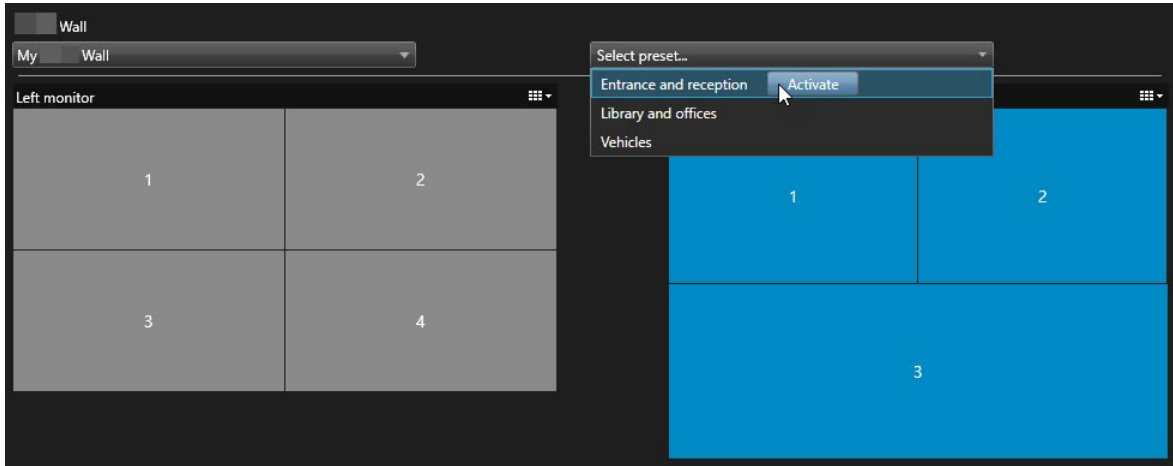 Wall
My Wall
Select preset...
Entrance and reception Activate
Library and offices
Vehicles
Left monitor
1 2
3 4
1 2
3